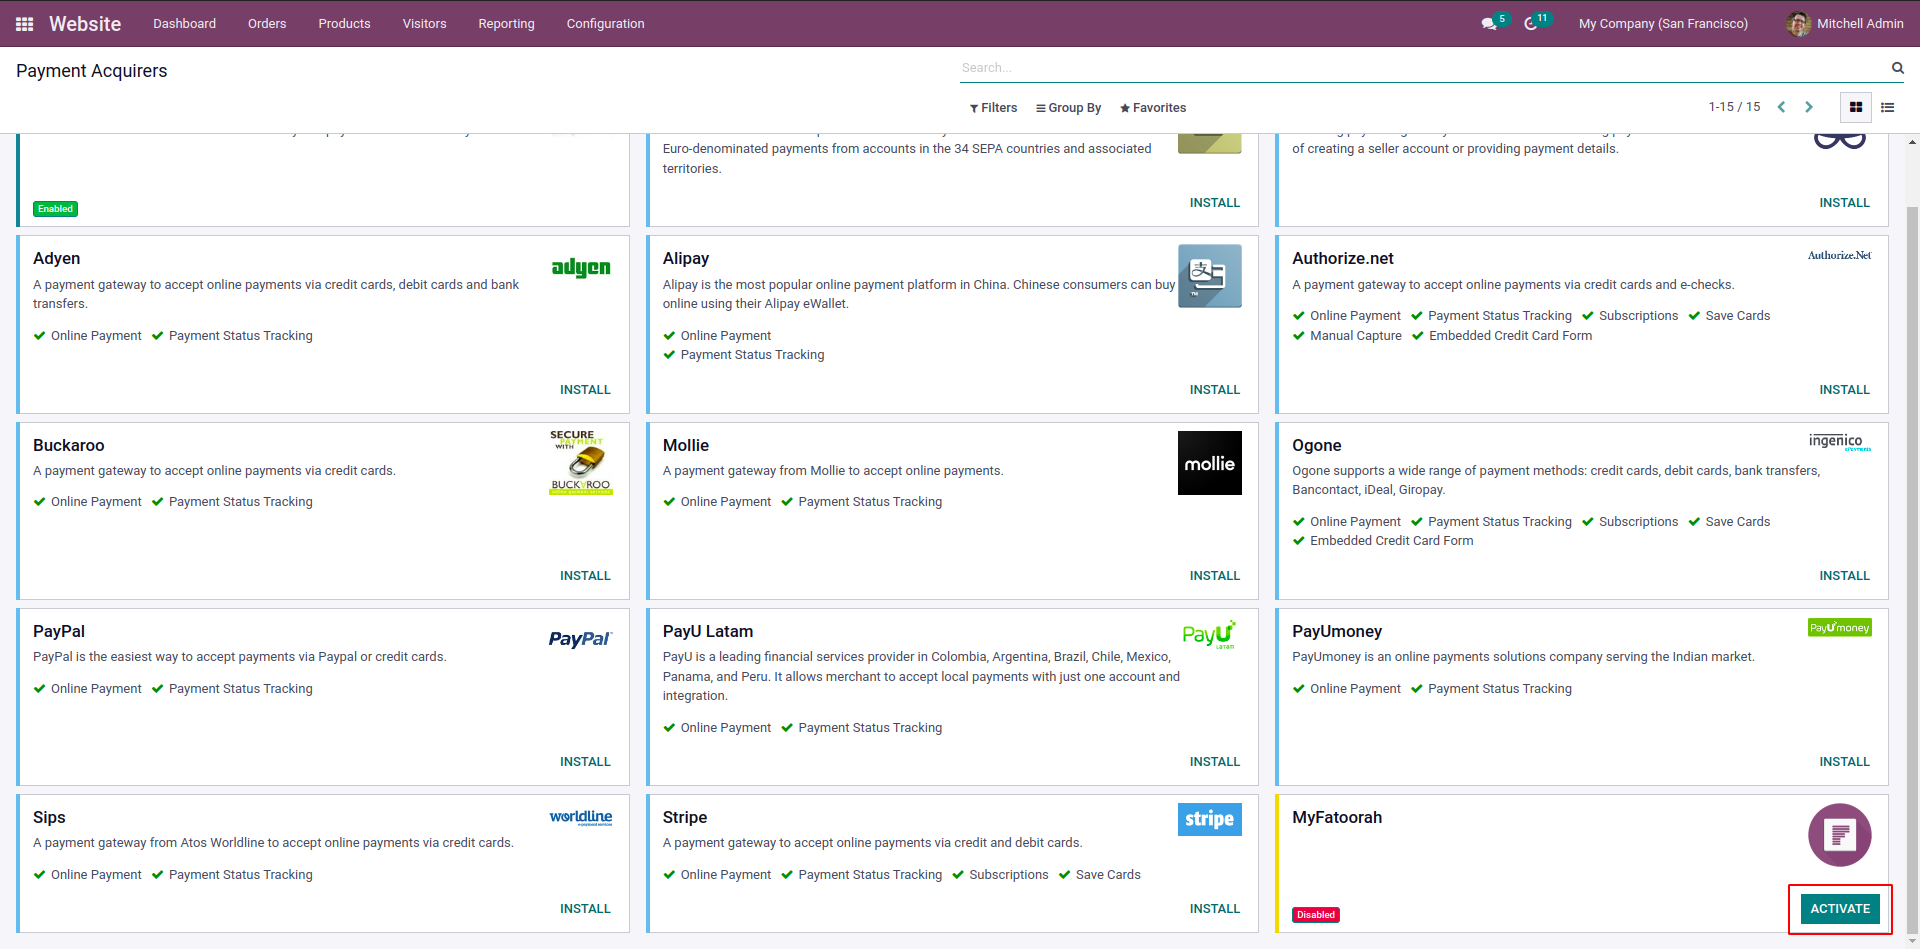 Website Dashboard Orders Products Visitors Reporting Configuration 5 11 My Company (San Francisco) Mitchell Admin
Payment Acquirers
Search...
Filters Group By Favorites 1-15 / 15
Enabled
Euro-denominated payments from accounts in the 34 SEPA countries and associated
territories.
INSTALL
of creating a seller account or providing payment details.
INSTALL
Adyen
adyen
A payment gateway to accept online payments via credit cards, debit cards and bank
transfers.
Online Payment Payment Status Tracking
INSTALL
Alipay
支
TM
Alipay is the most popular online payment platform in China. Chinese consumers can buy
online using their Alipay eWallet.
Online Payment
Payment Status Tracking
INSTALL
Authorize.net
Authorize.Net
A payment gateway to accept online payments via credit cards and e-checks.
Online Payment Payment Status Tracking Subscriptions Save Cards
Manual Capture Embedded Credit Card Form
INSTALL
Buckaroo
SECURE
PAYMENT
WITH
BUCKAROO
A payment gateway to accept online payments via credit cards.
Online Payment Payment Status Tracking
INSTALL
Mollie
mollie
A payment gateway from Mollie to accept online payments.
Online Payment Payment Status Tracking
INSTALL
Ogone
ingenico
Ogone supports a wide range of payment methods: credit cards, debit cards, bank transfers,
Bancontact, iDeal, Giropay.
Online Payment Payment Status Tracking Subscriptions Save Cards
Embedded Credit Card Form
INSTALL
PayPal
PayPal
PayPal is the easiest way to accept payments via Paypal or credit cards.
Online Payment Payment Status Tracking
INSTALL
PayU Latam
PayU
LATAM
PayU is a leading financial services provider in Colombia, Argentina, Brazil, Chile, Mexico,
Panama, and Peru. It allows merchant to accept local payments with just one account and
integration.
Online Payment Payment Status Tracking
INSTALL
PayUmoney
PayUmoney
PayUmoney is an online payments solutions company serving the Indian market.
Online Payment Payment Status Tracking
INSTALL
Sips
worldline
A payment gateway from Atos Worldline to accept online payments via credit cards.
Online Payment Payment Status Tracking
INSTALL
Stripe
stripe
A payment gateway to accept online payments via credit and debit cards.
Online Payment Payment Status Tracking Subscriptions Save Cards
INSTALL
MyFatoorah
Disabled
ACTIVATE